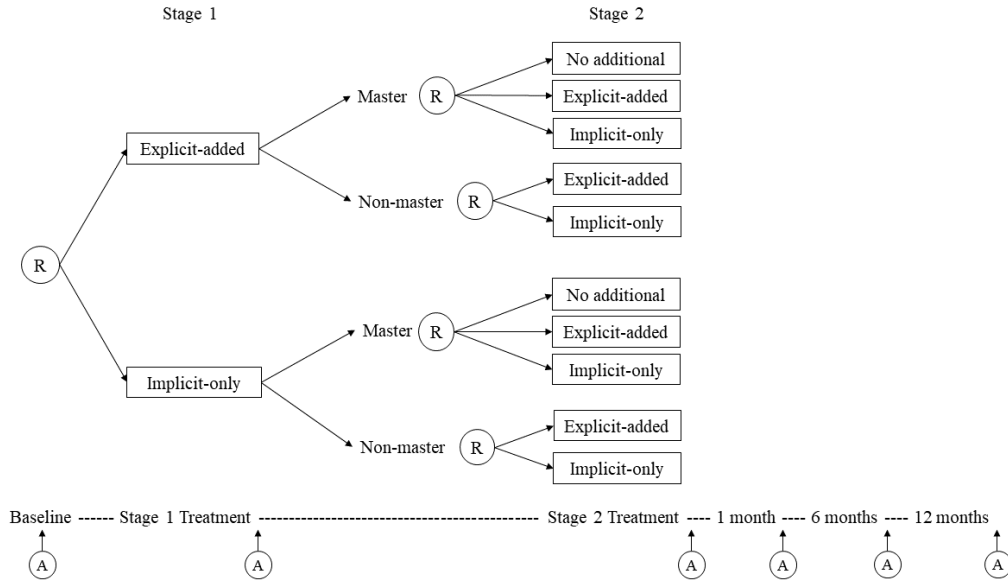 Stage 1
Stage 2
No additional
Master
R
Explicit-added
Implicit-only
Explicit-added
Explicit-added
Non-master
R
Implicit-only
R
No additional
Master
R
Explicit-added
Implicit-only
Implicit-only
Explicit-added
Non-master
R
Implicit-only
Baseline ------ Stage 1 Treatment ------------------------------------------------ Stage 2 Treatment ---- 1 month ---- 6 months ---- 12 months
A A A A A A